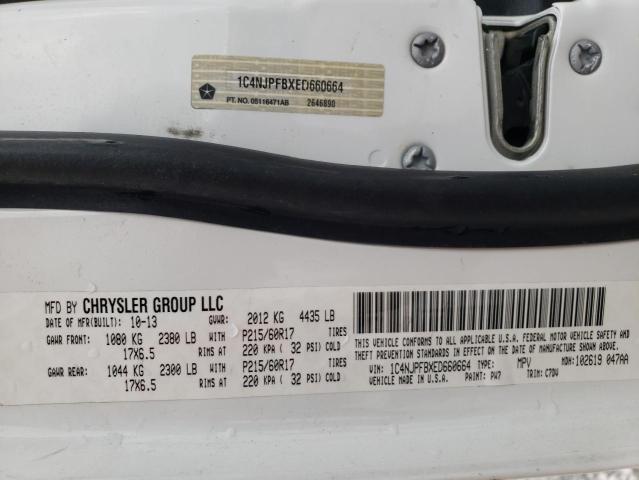 1C4NJPFBXED660664
PT. NO. 05116471AB 2646890
MFD BY CHRYSLER GROUP LLC
DATE OF MFR(BUILT): 10-13 GVWR: 2012 KG 4435 LB
GAWR FRONT: 1080 KG 2380 LB WITH P215/60R17 TIRES
17X6.5 RIMS AT 220 KPA ( 32 PSI) COLD
GAWR REAR: 1044 KG 2300 LB WITH P215/60R17 TIRES
17X6.5 RIMS AT 220 KPA ( 32 PSI) COLD
THIS VEHICLE CONFORMS TO ALL APPLICABLE U.S.A. FEDERAL MOTOR VEHICLE
SAFETY, BUMPER, AND THEFT PREVENTION STANDARDS IN EFFECT ON THE DATE OF MANUFACTURE SHOWN ABOVE.
VIN: 1C4NJPFBXED660664 TYPE: MPV MDH: 102619 047AA
VEHICLE MADE IN U.S.A. PAINT: PW7 TRIM: C7DV